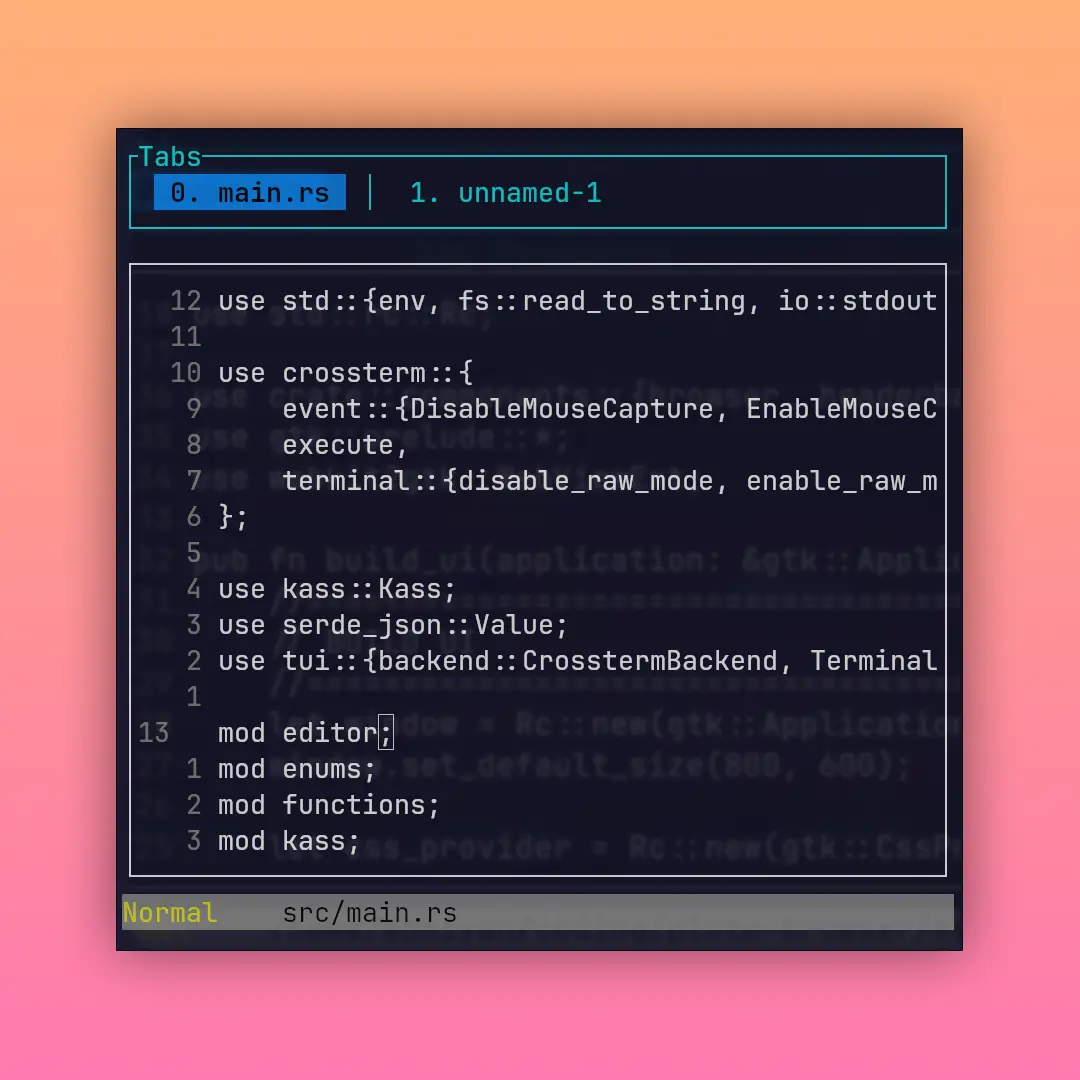 Tabs
0. main.rs │ 1. unnamed-1
12 use std::{env, fs::read_to_string, io::stdout
11
10 use crossterm::{
9 event::{DisableMouseCapture, EnableMouseC
8 execute,
7 terminal::{disable_raw_mode, enable_raw_m
6 };
5
4 use kass::Kass;
3 use serde_json::Value;
2 use tui::{backend::CrosstermBackend, Terminal
1
13 mod editor;
1 mod enums;
2 mod functions;
3 mod kass;
Normal src/main.rs